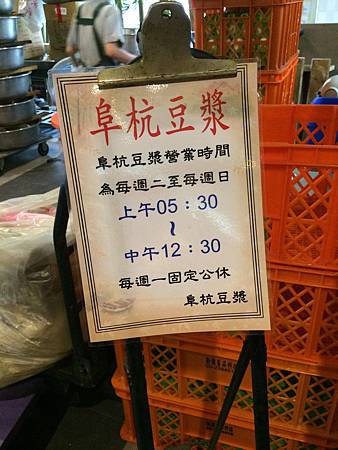 阜杭豆漿
阜杭豆漿營業時間
為每週二至每週日
上午05:30
~
中午12:30
每週一固定公休
阜杭豆漿